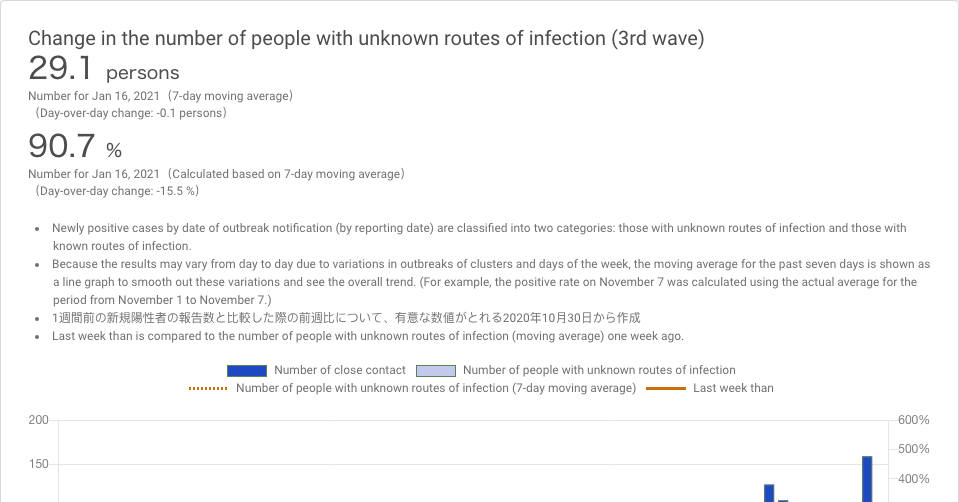 Change in the number of people with unknown routes of infection (3rd wave)
29.1 persons
Number for Jan 16, 2021（7-day moving average）
（Day-over-day change: -0.1 persons）
90.7 %
Number for Jan 16, 2021（Calculated based on 7-day moving average）
（Day-over-day change: -15.5 %）
Newly positive cases by date of outbreak notification (by reporting date) are classified into two categories: those with unknown routes of infection and those with
known routes of infection.
Because the results may vary from day to day due to variations in outbreaks of clusters and days of the week, the moving average for the past seven days is shown as
a line graph to smooth out these variations and see the overall trend. (For example, the positive rate on November 7 was calculated using the actual average for the
period from November 1 to November 7.)
1週間前の新規陽性者の報告数と比較した際の前週比について、有意な数値がとれる2020年10月30日から作成
Last week than is compared to the number of people with unknown routes of infection (moving average) one week ago.
Number of close contact Number of people with unknown routes of infection
Number of people with unknown routes of infection (7-day moving average) Last week than
200 600%
500%
150
400%